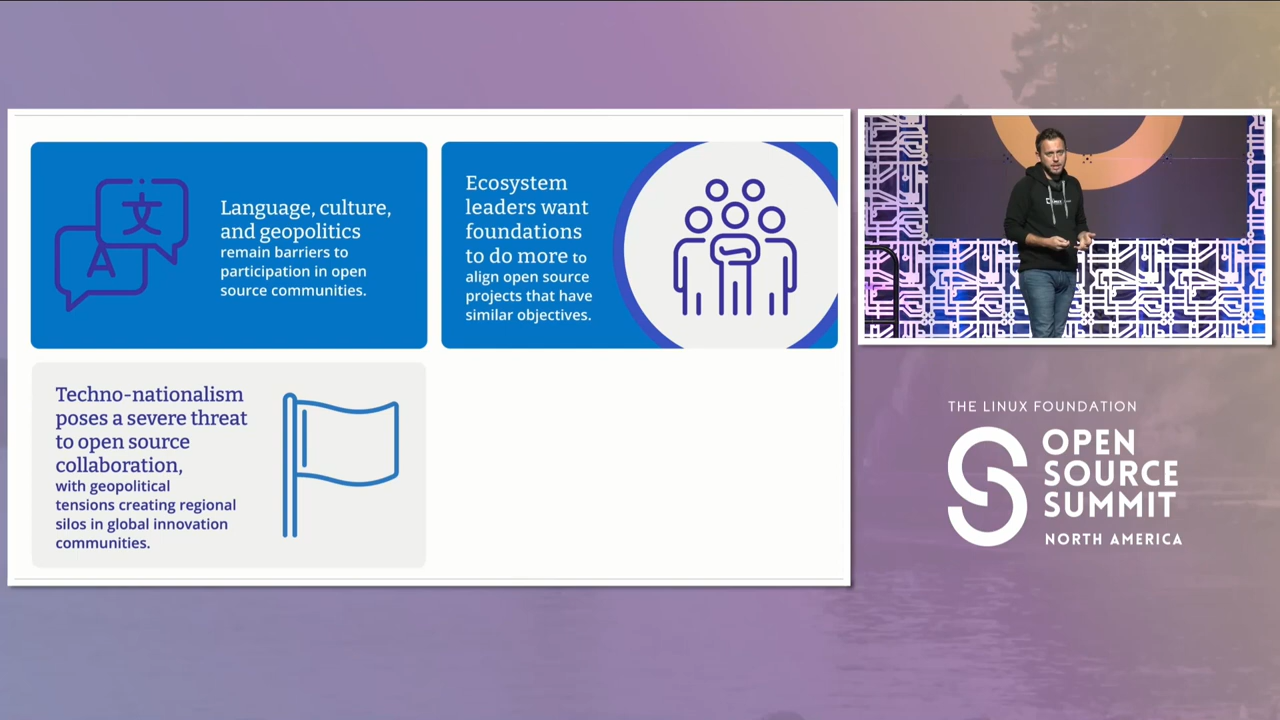 文
A
Language, culture,
and geopolitics
remain barriers to
participation in open
source communities.
Ecosystem
leaders want
foundations
to do more to
align open source
projects that have
similar objectives.
Techno-nationalism
poses a severe threat
to open source
collaboration,
with geopolitical
tensions creating regional
silos in global innovation
communities.
THE LINUX FOUNDATION
OPEN
SOURCE
SUMMIT
NORTH AMERICA